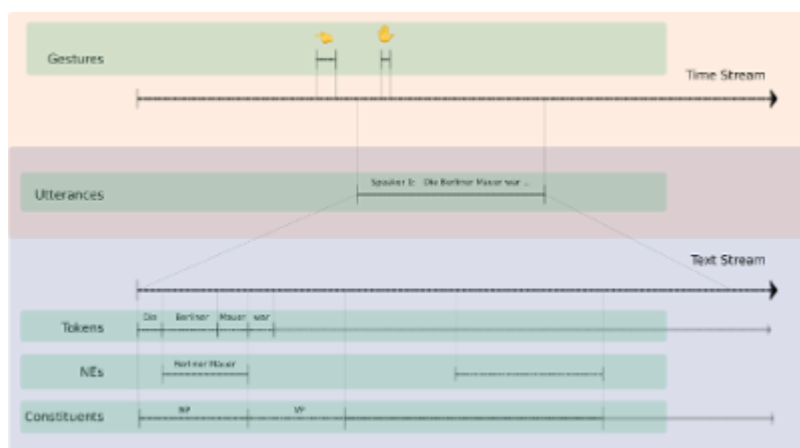 Gestures
Time Stream
Speaker 1: Die Berliner Mauer war ...
Utterances
Text Stream
Die Berliner Mauer war
Tokens
Berliner Mauer
NEs
NP VP
Constituents